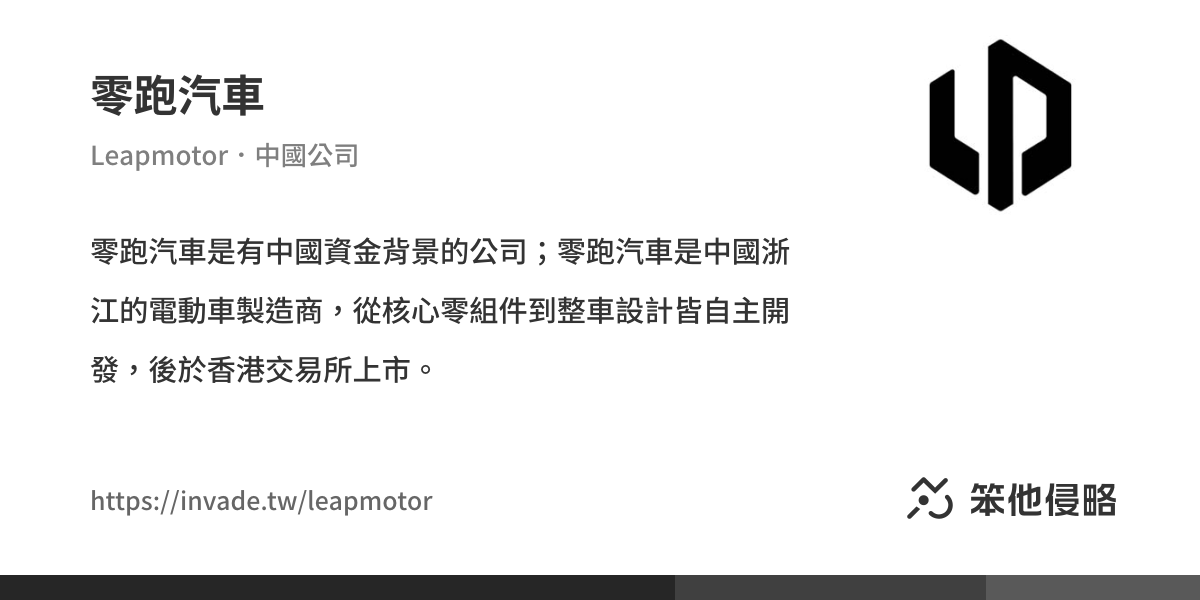 零跑汽車
Leapmotor・中國公司
零跑汽車是有中國資金背景的公司；零跑汽車是中國浙
江的電動車製造商，從核心零組件到整車設計皆自主開
發，後於香港交易所上市。
https://invade.tw/leapmotor
笨他侵略